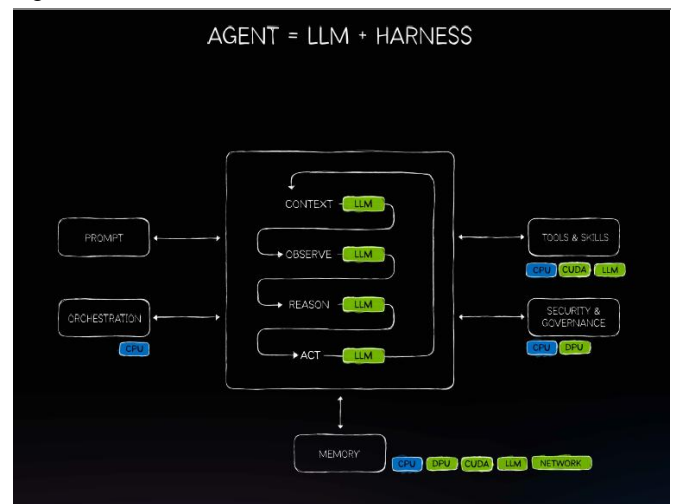 AGENT = LLM + HARNESS
PROMPT
ORCHESTRATION
CPU
CONTEXT LLM
OBSERVE LLM
REASON LLM
ACT LLM
TOOLS & SKILLS
CPU CUDA LLM
SECURITY &
GOVERNANCE
CPU DPU
MEMORY
CPU DPU CUDA LLM NETWORK